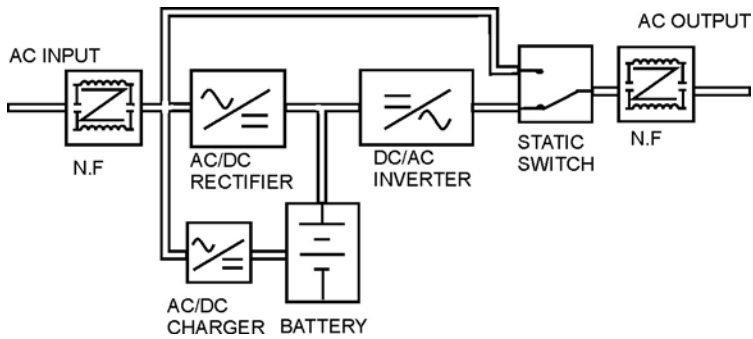 AC INPUT
N.F
AC/DC
RECTIFIER
DC/AC
INVERTER
STATIC
SWITCH
AC OUTPUT
N.F
AC/DC
CHARGER
BATTERY